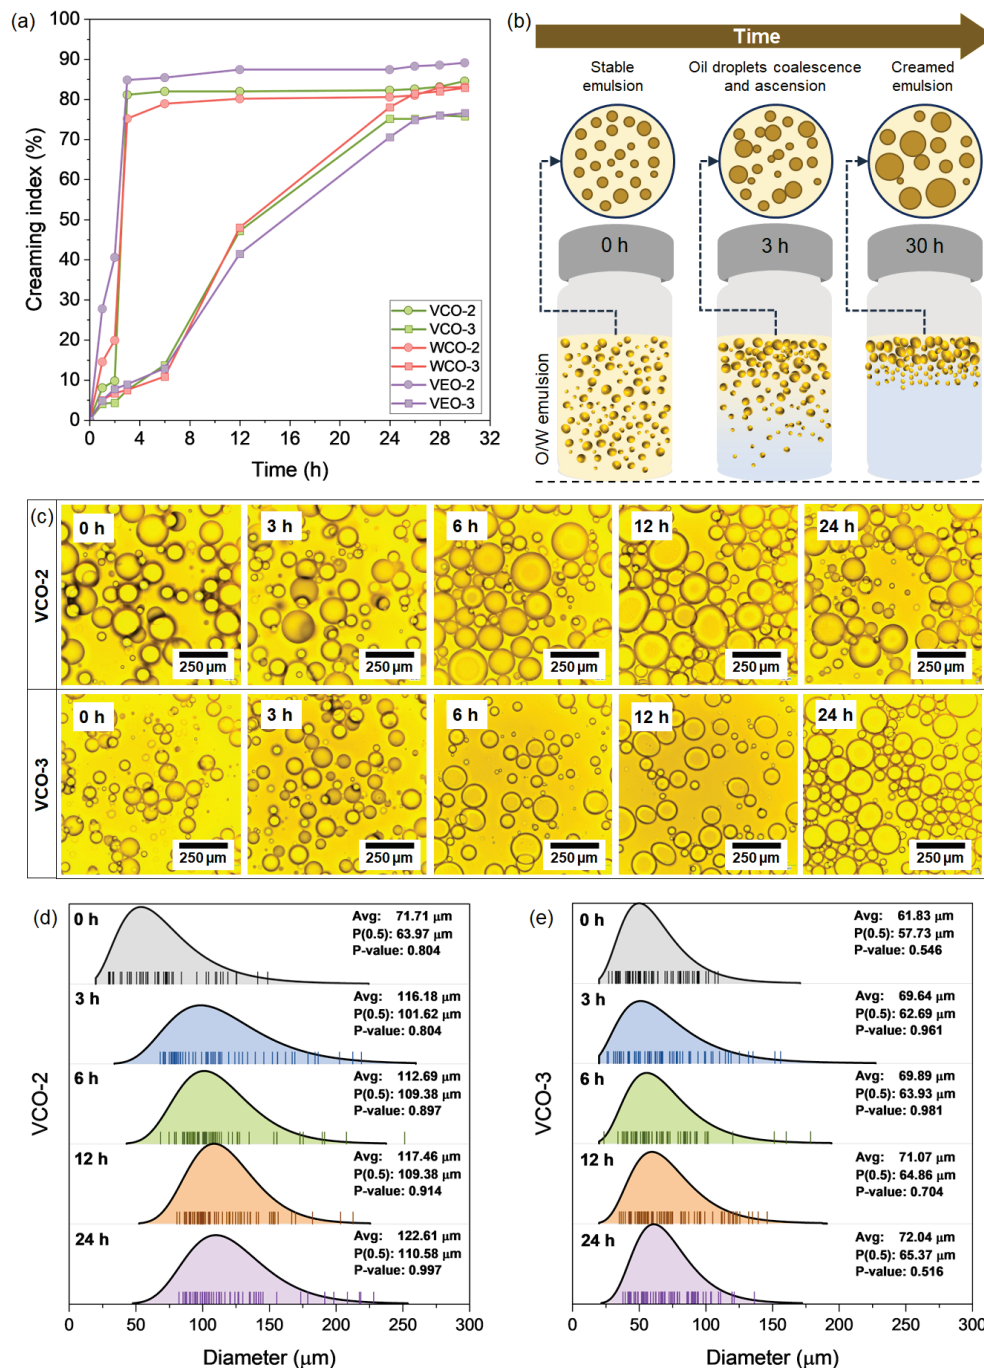 (a)
100
90
80
70
60
50
40
30
20
10
0
Creaming index (%)
0 4 8 12 16 20 24 28 32
Time (h)
VCO-2
VCO-3
WCO-2
WCO-3
VEO-2
VEO-3
(b)
Time
Stable
emulsion
Oil droplets coalescence
and ascension
Creamed
emulsion
0 h
3 h
30 h
O/W emulsion
(c)
VCO-2
0 h
3 h
6 h
12 h
24 h
250 µm
250 µm
250 µm
250 µm
250 µm
VCO-3
0 h
3 h
6 h
12 h
24 h
250 µm
250 µm
250 µm
250 µm
250 µm
(d)
VCO-2
0 h
Avg: 71.71 µm
P(0.5): 63.97 µm
P-value: 0.804
3 h
Avg: 116.18 µm
P(0.5): 101.62 µm
P-value: 0.804
6 h
Avg: 112.69 µm
P(0.5): 109.38 µm
P-value: 0.897
12 h
Avg: 117.46 µm
P(0.5): 109.38 µm
P-value: 0.914
24 h
Avg: 122.61 µm
P(0.5): 110.58 µm
P-value: 0.997
0 50 100 150 200 250 300
Diameter (µm)
(e)
VCO-3
0 h
Avg: 61.83 µm
P(0.5): 57.73 µm
P-value: 0.546
3 h
Avg: 69.64 µm
P(0.5): 62.69 µm
P-value: 0.961
6 h
Avg: 69.89 µm
P(0.5): 63.93 µm
P-value: 0.981
12 h
Avg: 71.07 µm
P(0.5): 64.86 µm
P-value: 0.704
24 h
Avg: 72.04 µm
P(0.5): 65.37 µm
P-value: 0.516
0 50 100 150 200 250 300
Diameter (µm)